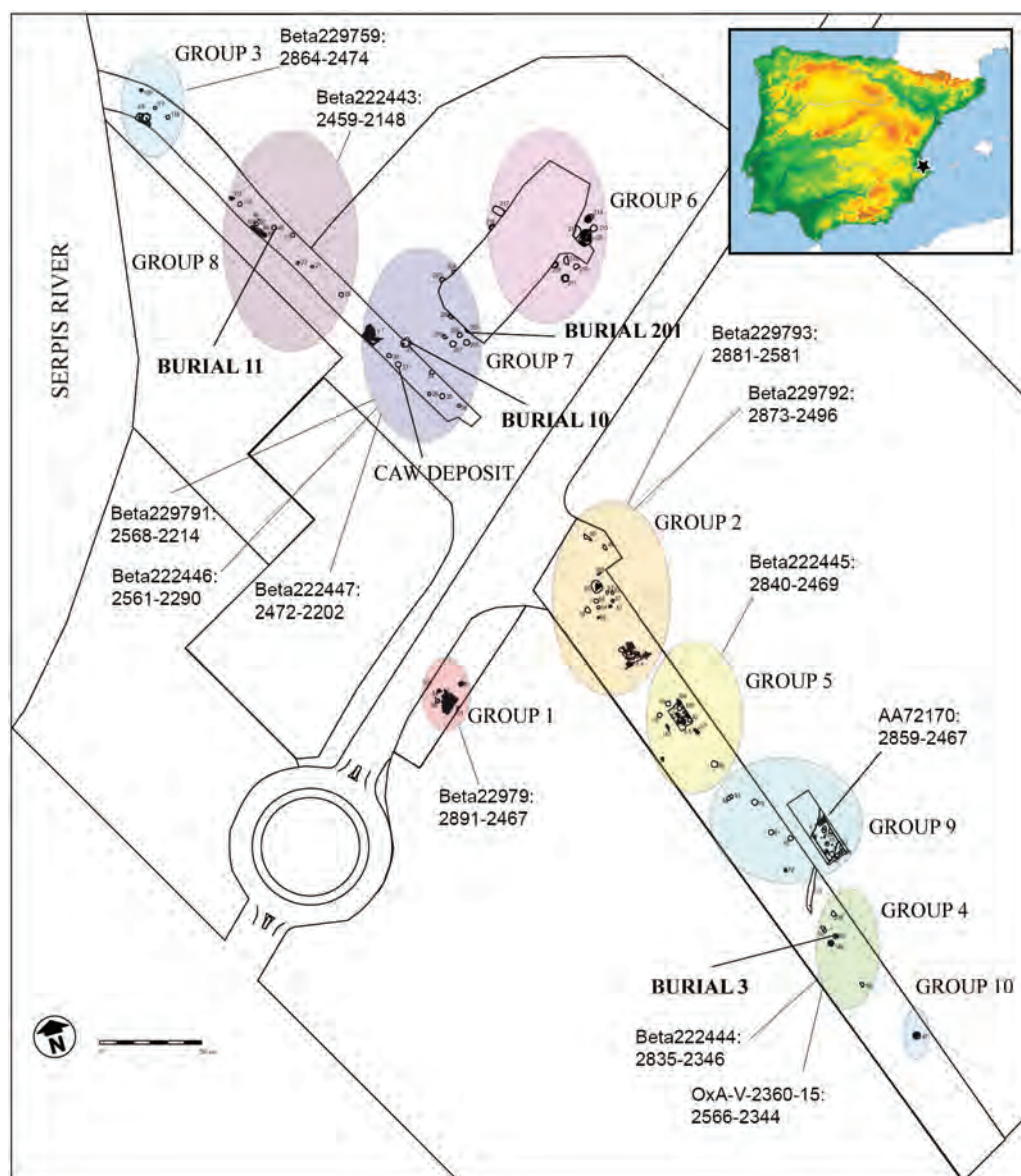 GROUP 3
Beta229759:
2864-2474
Beta222443:
2459-2148
GROUP 6
SERPIS RIVER
GROUP 8
BURIAL 11
BURIAL 201
GROUP 7
BURIAL 10
CAW DEPOSIT
Beta229793:
2881-2581
Beta229792:
2873-2496
Beta229791:
2568-2214
Beta222446:
2561-2290
Beta222447:
2472-2202
GROUP 2
Beta222445:
2840-2469
GROUP 5
GROUP 1
AA72170:
2859-2467
Beta22979:
2891-2467
GROUP 9
GROUP 4
BURIAL 3
GROUP 10
Beta222444:
2835-2346
OxA-V-2360-15:
2566-2344
N